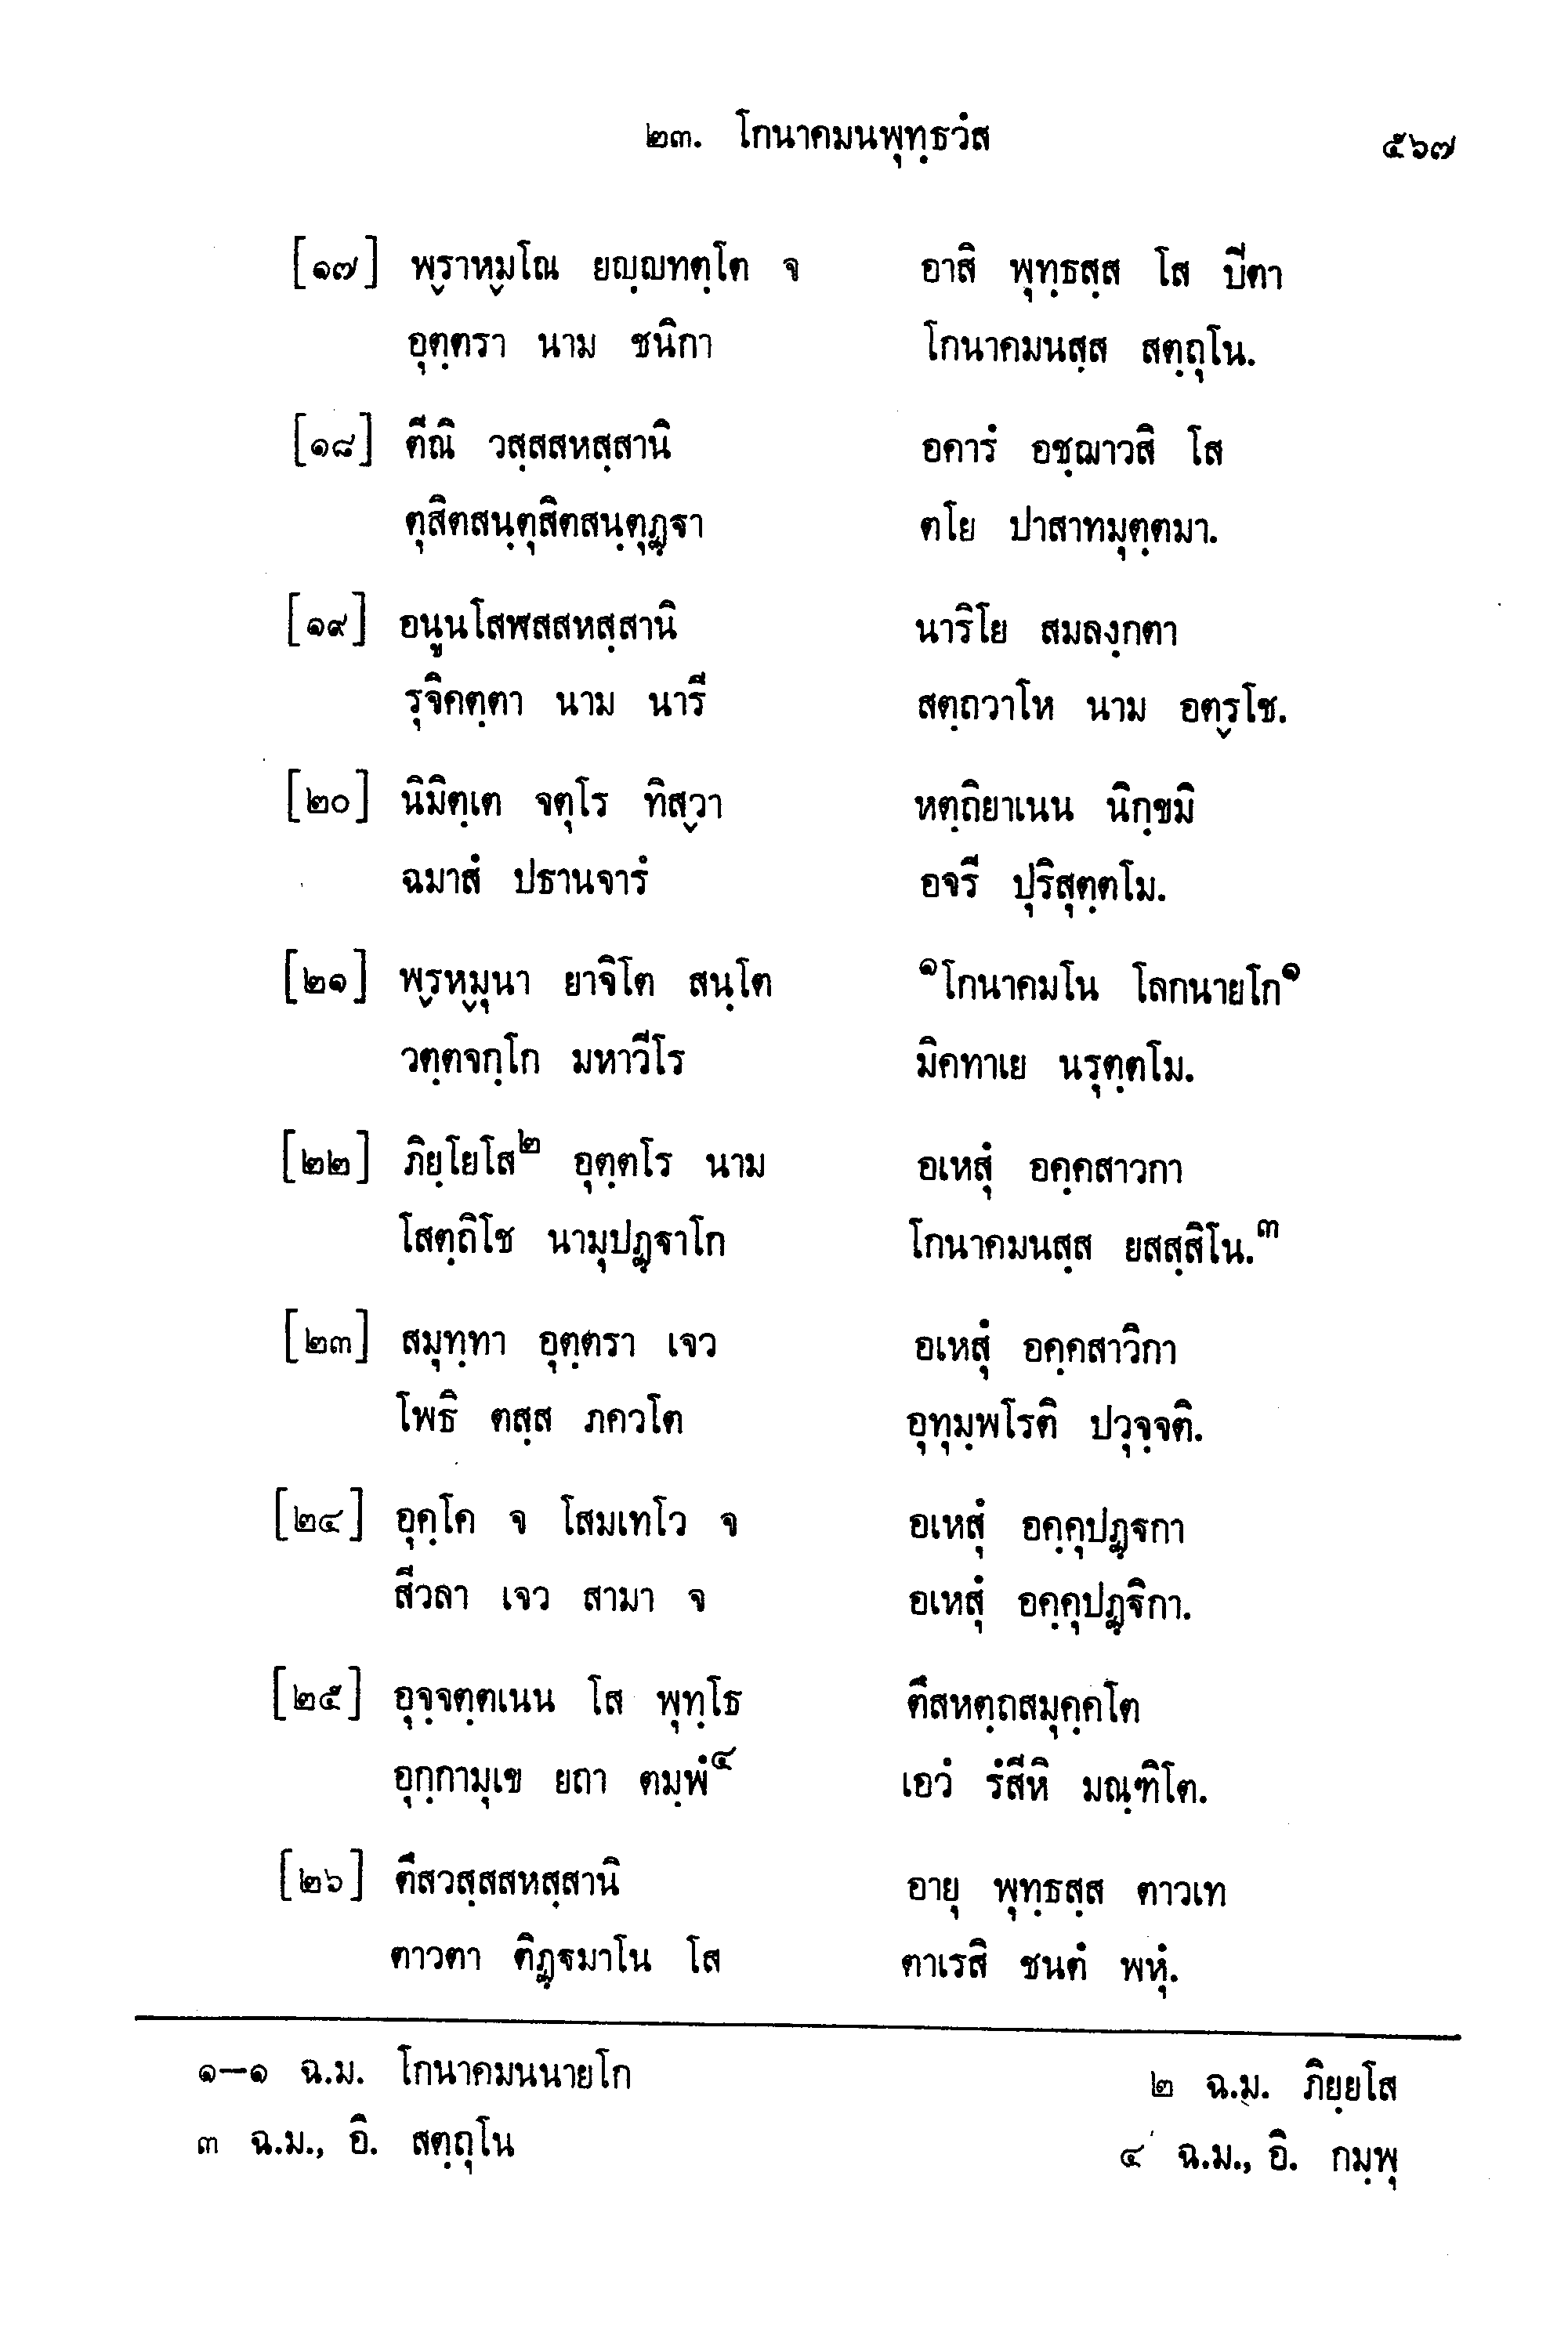 ๒๓. โกนาคมนพุทฺธวํส ๕๖๗
[๑๗] พฺราหฺมโณ ยญฺญทตฺโต จ อาสิ พุทฺธสฺส โส ปีตา
อุตฺตรา นาม ชนิกา โกนาคมนสฺส สตฺถุโน.
[๑๘] ตีณิ วสฺสสหสฺสานิ อคารํ อชฺฌาวสิ โส
ตุสิตสนฺตุสิตสนฺตุฏฺฐา ตโย ปาสาทมุตฺตมา.
[๑๙] อนูนโสฬสสหสฺสานิ นาริโย สมลงฺกตา
รุจิคตฺตา นาม นารี สตฺถวาโห นาม อตฺรโช.
[๒๐] นิมิตฺเต จตุโร ทิสฺวา หตฺถิยาเนน นิกฺขมิ
ฉมาสํ ปธานจารํ อจรี ปุริสุตฺตโม.
[๒๑] พฺรหฺมุนา ยาจิโต สนฺโต ๑โกนาคมโน โลกนายโก๑
วตฺตจกฺโก มหาวีโร มิคทาเย นรุตฺตโม.
[๒๒] ภิยฺโยโส๒ อุตฺตโร นาม อเหสุํ อคฺคสาวกา
โสตฺถิโช นามุปฏฺฐาโก โกนาคมนสฺส ยสสฺสิโน.๓
[๒๓] สมุทฺทา อุตฺตรา เจว อเหสุํ อคฺคสาวิกา
โพธิ ตสฺส ภควโต อุทุมฺพโรติ ปวุจฺจติ.
[๒๔] อุคฺโค จ โสมเทโว จ อเหสุํ อคฺคุปฏฺฐกา
สีวลา เจว สามา จ อเหสุํ อคฺคุปฏฺฐิกา.
[๒๕] อุจฺจตฺตเนน โส พุทฺโธ ตึสหตฺถสมุคฺคโต
อุกฺกามุเข ยถา ตมฺพํ๔ เอวํ รํสีหิ มณฺฑิโต.
[๒๖] ตึสวสฺสสหสฺสานิ อายุ พุทฺธสฺส ตาวเท
ตาวตา ติฏฺฐมาโน โส ตาเรสิ ชนตํ พหุํ.
๑–๑ ฉ.ม. โกนาคมนนายโก ๒ ฉ.ม. ภิยฺยโส
๓ ฉ.ม., อิ. สตฺถุโน ๔ ฉ.ม., อิ. กมฺพุ